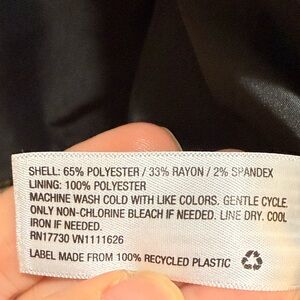 SHELL: 65% POLYESTER / 33% RAYON / 2% SPANDEX
LINING: 100% POLYESTER
MACHINE WASH COLD WITH LIKE COLORS. GENTLE CYCLE.
ONLY NON-CHLORINE BLEACH IF NEEDED. LINE DRY. COOL
IRON IF NEEDED.
RN17730 VN1111626
LABEL MADE FROM 100% RECYCLED PLASTIC